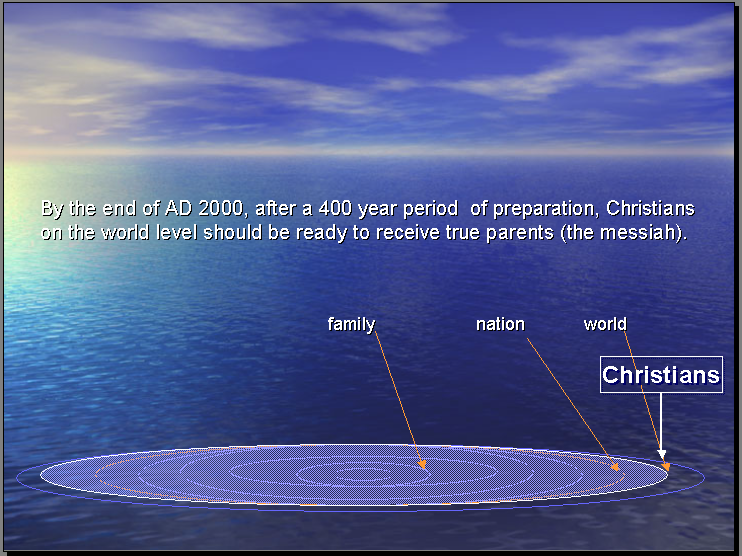 By the end of AD 2000, after a 400 year period of preparation, Christians
on the world level should be ready to receive true parents (the messiah).
family nation world
Christians